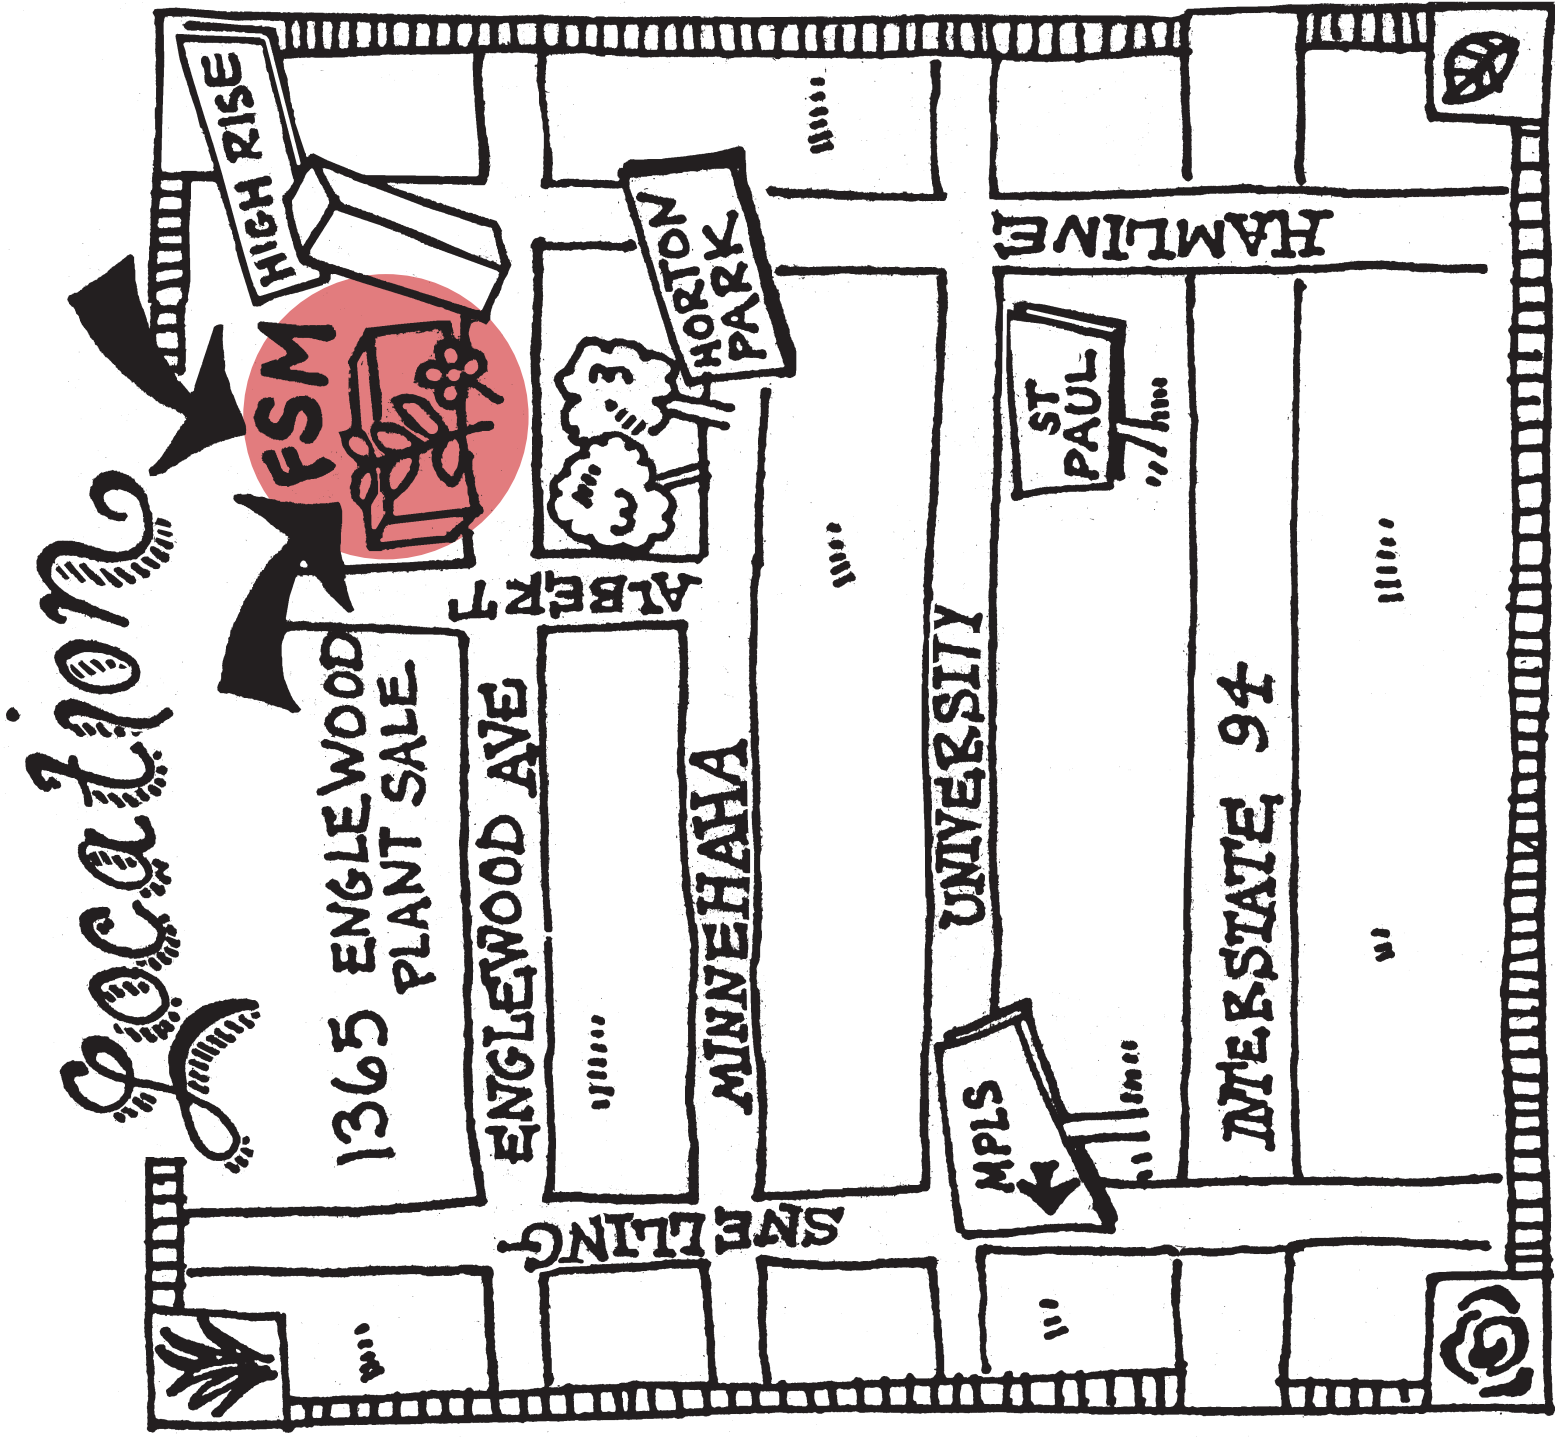 Location
HIGH RISE
FSM
1365 ENGLEWOOD
PLANT SALE
ENGLEWOOD AVE
ALBERT
HORTON
PARK
MINNEHAHA
SNELLING
HAMLINE
UNIVERSITY
MPLS
ST
PAUL
INTERSTATE 94